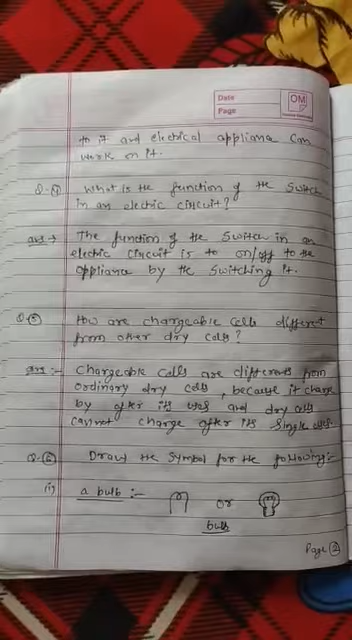 Date
Page
OM
to it and electrical appliance can
work on it.
Q-4 What is the function of the switch
in an electric circuit?
ans → The function of the switch in an
electric circuit is to on/off to the
appliance by the switching it.
Q-5 How are chargeable cells different
from other dry cells?
ans :- Chargeable cells are differents from
ordinary dry cells, because it charge
by after its use and dry cells
cannot charge after its single use.
Q-6 Draw the symbol for the following:-
(i) a bulb :- or
bulb
Page 2